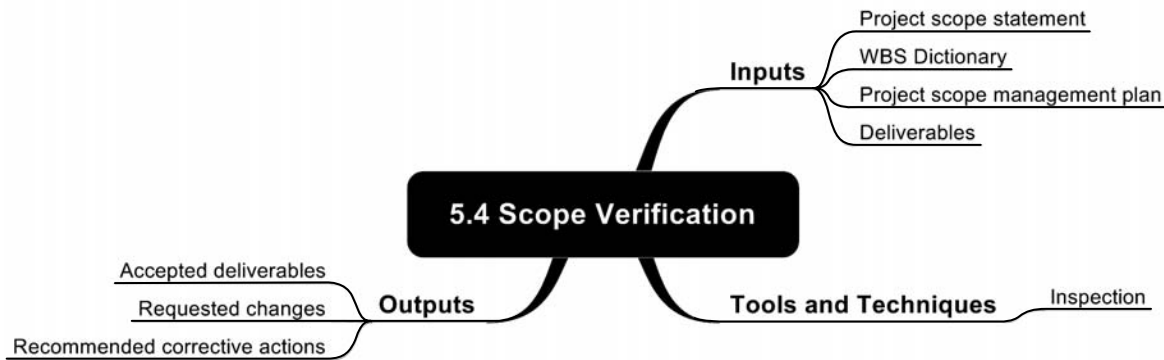 Project scope statement
WBS Dictionary
Inputs
Project scope management plan
Deliverables
5.4 Scope Verification
Accepted deliverables
Requested changes
Outputs
Recommended corrective actions
Tools and Techniques
Inspection